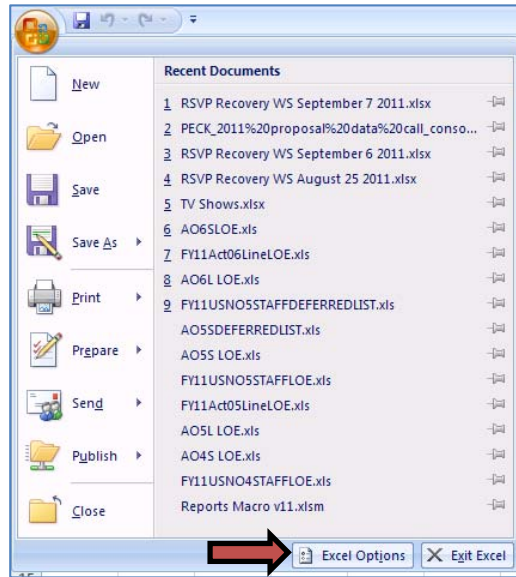 New
Open
Save
Save As
Print
Prepare
Send
Publish
Close
Recent Documents
1 RSVP Recovery WS September 7 2011.xlsx
2 PECK_2011%20proposal%20data%20call_conso...
3 RSVP Recovery WS September 6 2011.xlsx
4 RSVP Recovery WS August 25 2011.xlsx
5 TV Shows.xlsx
6 AO6SLOE.xls
7 FY11Act06LineLOE.xls
8 AO6L LOE.xls
9 FY11USNO5STAFFDEFERREDLIST.xls
AO5SDEFERREDLIST.xls
AO5S LOE.xls
FY11USNO5STAFFLOE.xls
FY11Act05LineLOE.xls
AO5L LOE.xls
AO4S LOE.xls
FY11USNO4STAFFLOE.xls
Reports Macro v11.xlsm
Excel Options
Exit Excel